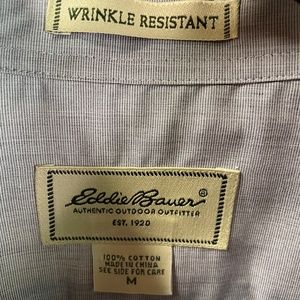 WRINKLE RESISTANT
Eddie Bauer®
AUTHENTIC OUTDOOR OUTFITTER
EST. 1920
100% COTTON
MADE IN CHINA
SEE SIDE FOR CARE
M